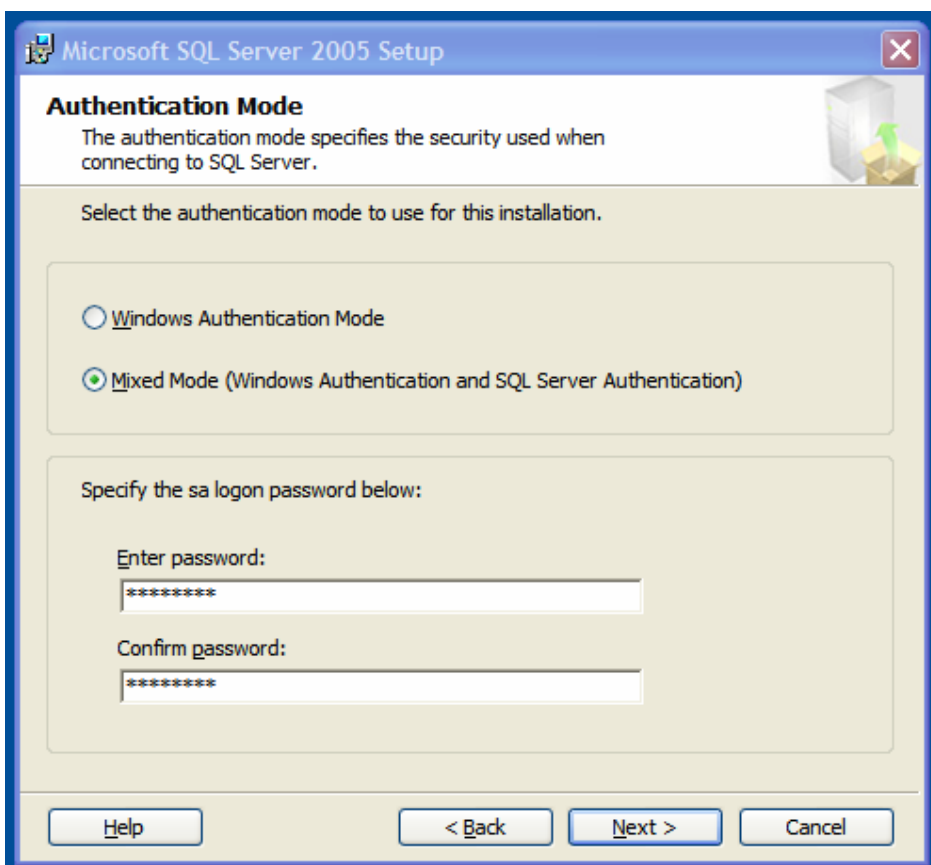 Microsoft SQL Server 2005 Setup
Authentication Mode
The authentication mode specifies the security used when
connecting to SQL Server.
Select the authentication mode to use for this installation.
Windows Authentication Mode
Mixed Mode (Windows Authentication and SQL Server Authentication)
Specify the sa logon password below:
Enter password:
********
Confirm password:
********
Help
< Back
Next >
Cancel